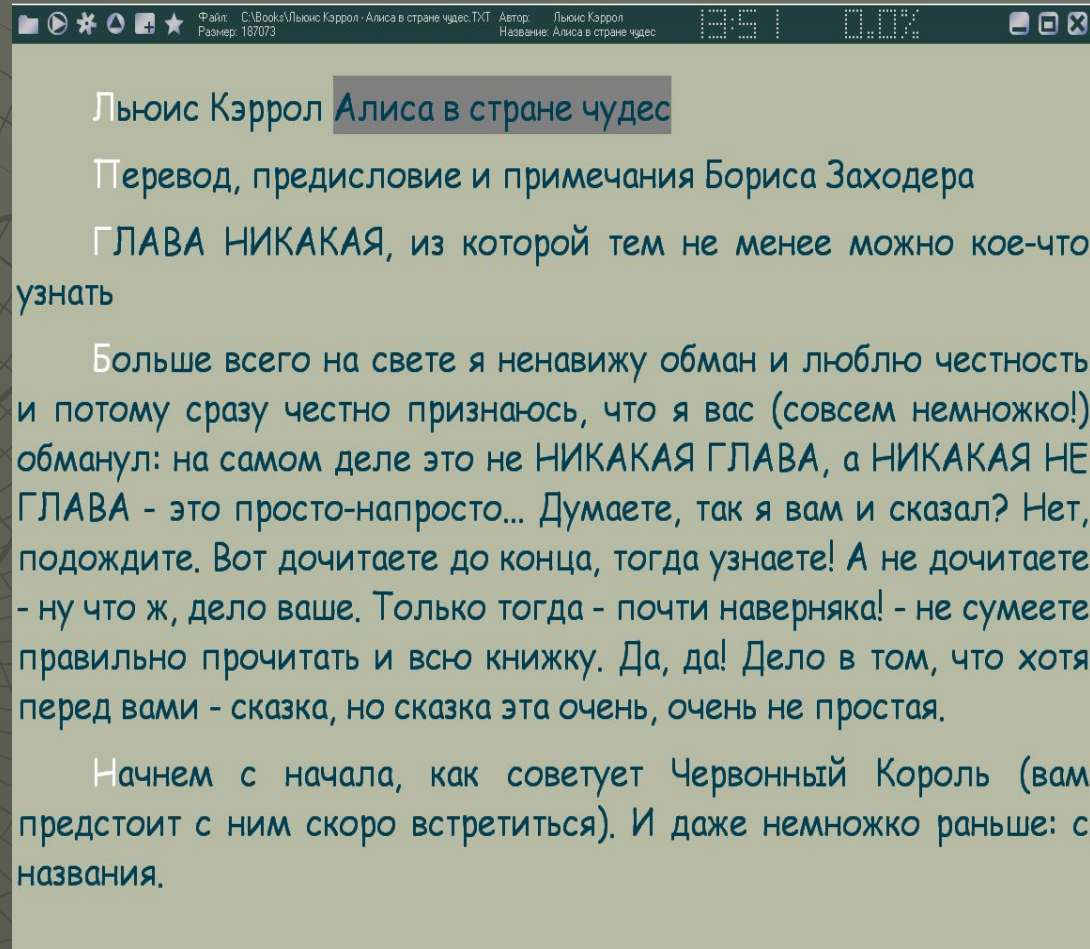 Файл: C:\Books\Льюис Кэррол - Алиса в стране чудес.TXT Автор: Льюис Кэррол
Размер: 187073 Название: Алиса в стране чудес
13:51 0.0%
Льюис Кэррол Алиса в стране чудес
Перевод, предисловие и примечания Бориса Заходера
ГЛАВА НИКАКАЯ, из которой тем не менее можно кое-что
узнать
Больше всего на свете я ненавижу обман и люблю честность
и потому сразу честно признаюсь, что я вас (совсем немножко!)
обманул: на самом деле это не НИКАКАЯ ГЛАВА, а НИКАКАЯ НЕ
ГЛАВА - это просто-напросто... Думаете, так я вам и сказал? Нет,
подождите. Вот дочитаете до конца, тогда узнаете! А не дочитаете
- ну что ж, дело ваше. Только тогда - почти наверняка! - не сумеете
правильно прочитать и всю книжку. Да, да! Дело в том, что хотя
перед вами - сказка, но сказка эта очень, очень не простая.
Начнем с начала, как советует Червонный Король (вам
предстоит с ним скоро встретиться). И даже немножко раньше: с
названия.